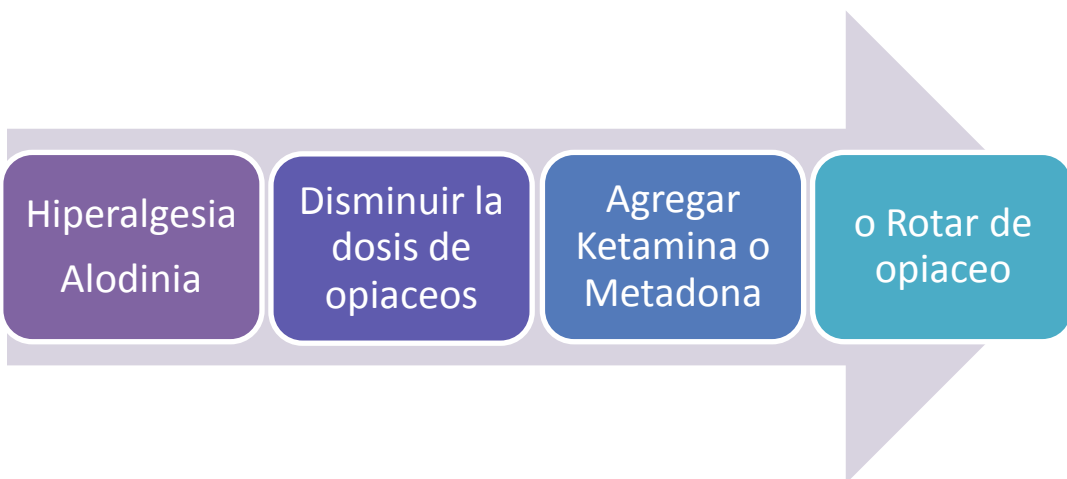 Hiperalgesia
Alodinia
Disminuir la
dosis de
opiaceos
Agregar
Ketamina o
Metadona
o Rotar de
opiaceo